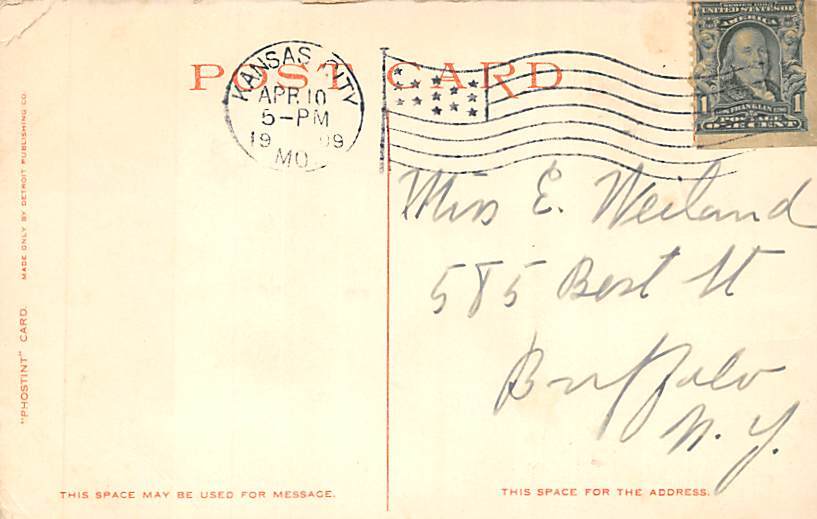 POST CARD
KANSAS CITY
APR 10
5-PM
19 09
MO.
UNITED STATES OF
AMERICA
1 FRANKLIN 1
POSTAGE
ONE CENT
Miss E. Weiland
585 Best St
Buffalo
N. Y.
"PHOSTINT" CARD. MADE ONLY BY DETROIT PUBLISHING CO.
THIS SPACE MAY BE USED FOR MESSAGE.
THIS SPACE FOR THE ADDRESS.